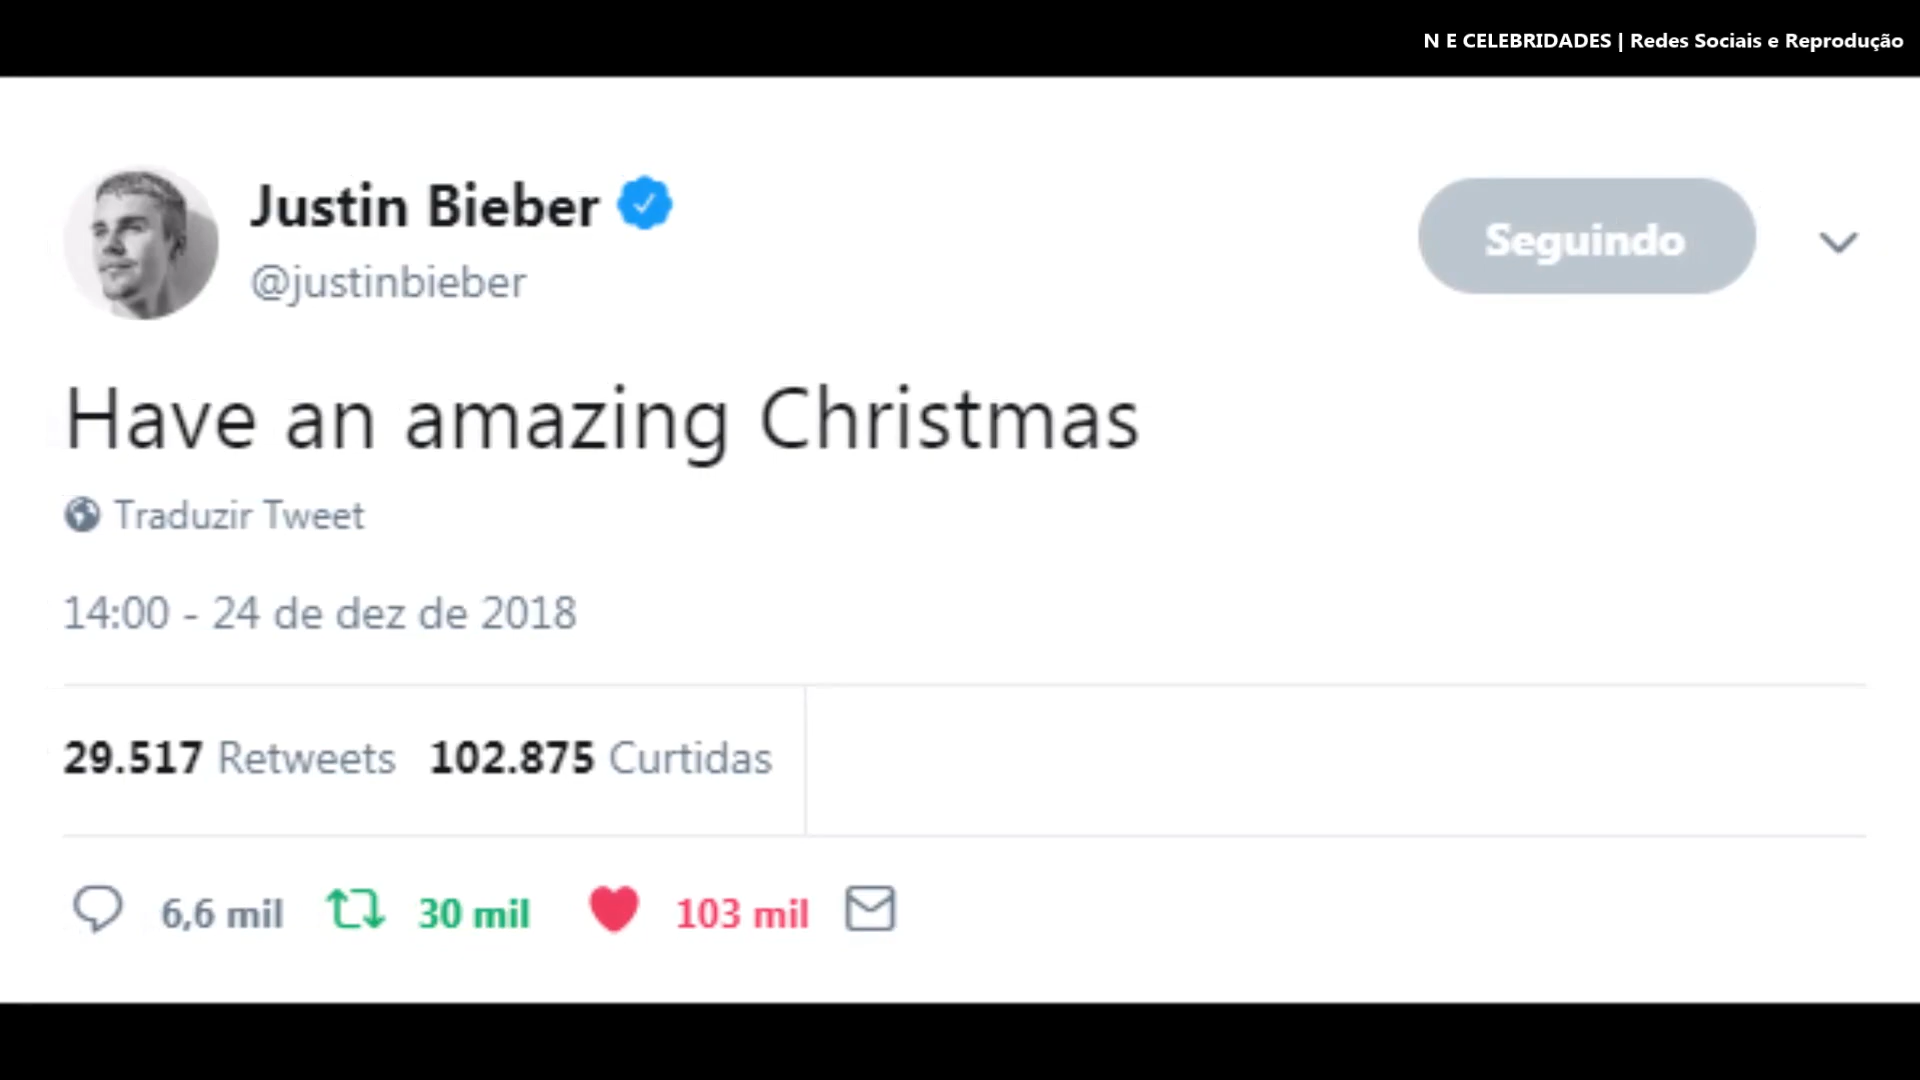 N E CELEBRIDADES | Redes Sociais e Reprodução
Justin Bieber
@justinbieber
Seguindo
Have an amazing Christmas
Traduzir Tweet
14:00 - 24 de dez de 2018
29.517 Retweets 102.875 Curtidas
6,6 mil 30 mil 103 mil